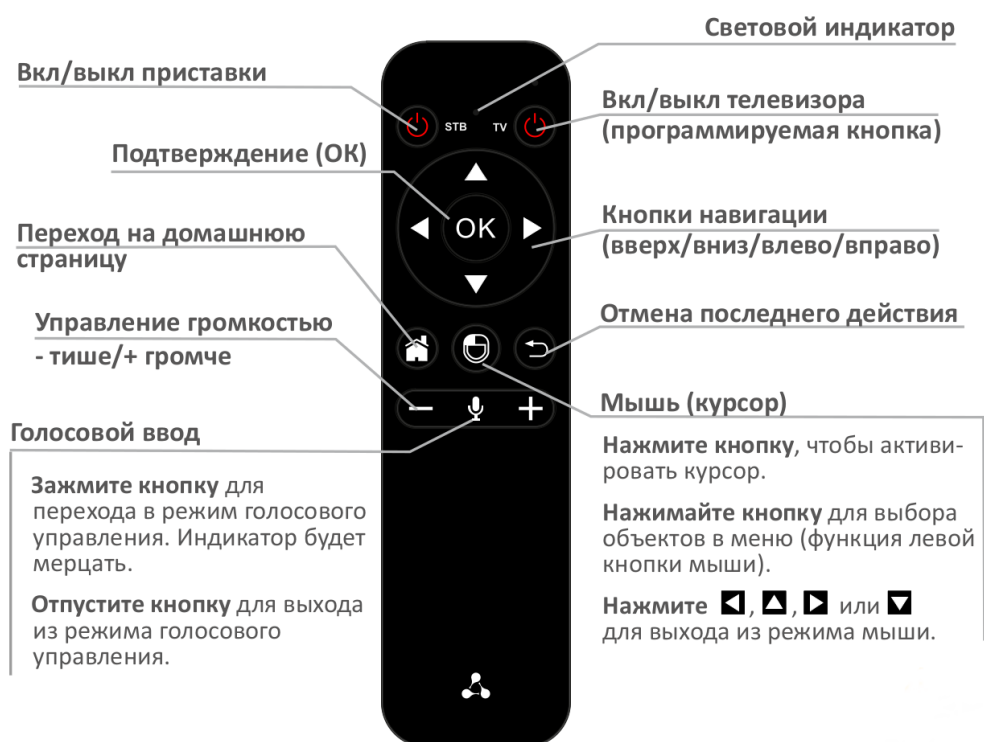 Световой индикатор
Вкл/выкл приставки
Вкл/выкл телевизора
(программируемая кнопка)
STB
TV
Подтверждение (ОК)
OK
Кнопки навигации
(вверх/вниз/влево/вправо)
Переход на домашнюю
страницу
Отмена последнего действия
Управление громкостью
- тише/+ громче
Мышь (курсор)
Нажмите кнопку, чтобы активи-
ровать курсор.
Нажимайте кнопку для выбора
объектов в меню (функция левой
кнопки мыши).
Нажмите ◀, ▲, ▶ или ▼
для выхода из режима мыши.
Голосовой ввод
Зажмите кнопку для
перехода в режим голосового
управления. Индикатор будет
мерцать.
Отпустите кнопку для выхода
из режима голосового
управления.